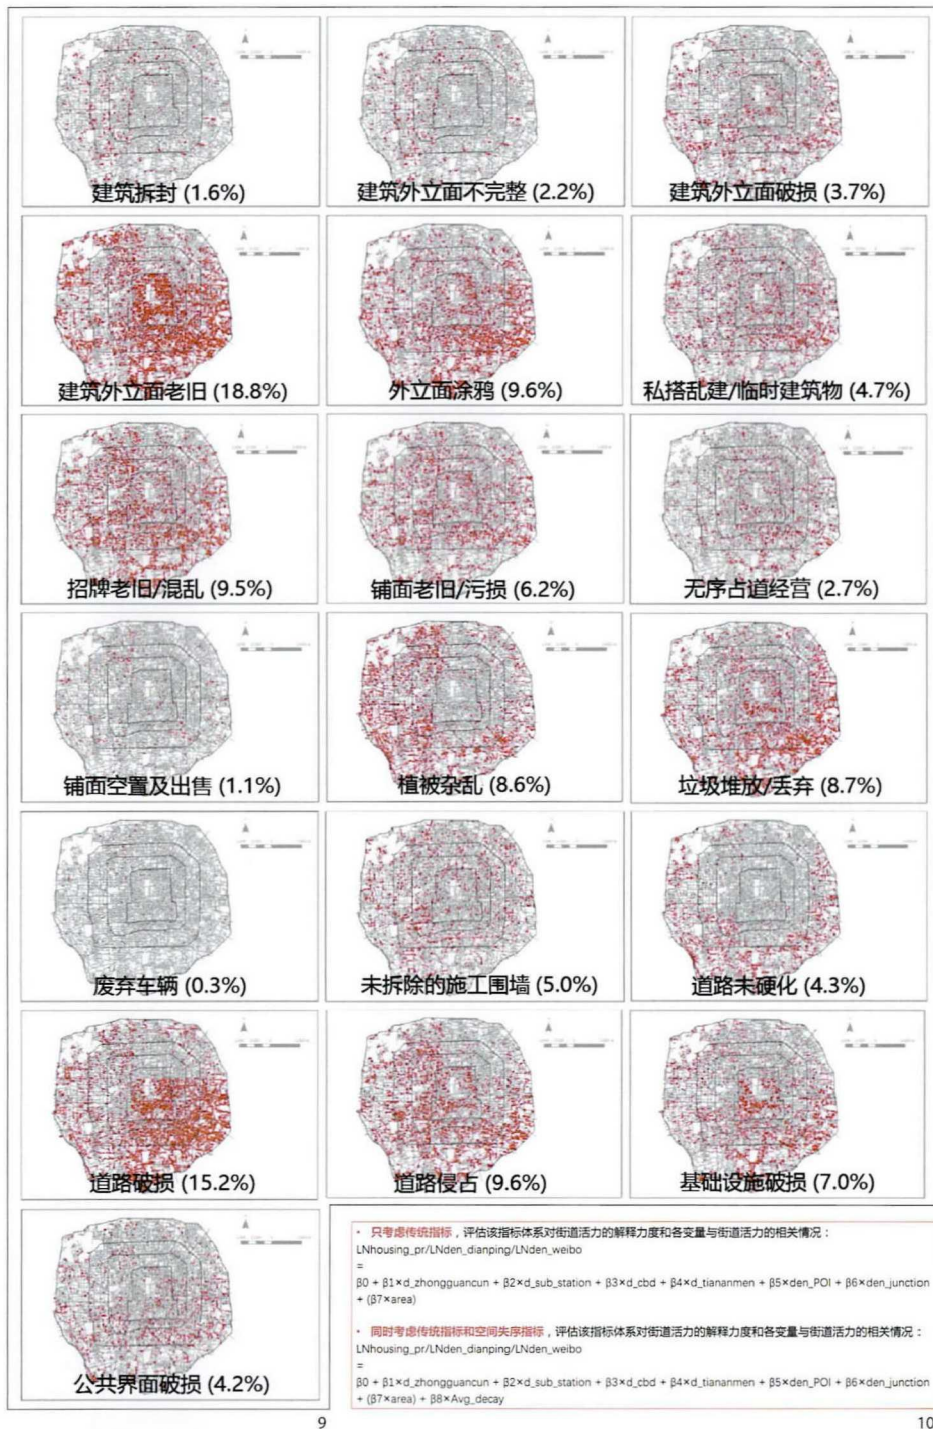 建筑拆封 (1.6%)
建筑外立面不完整 (2.2%)
建筑外立面破损 (3.7%)
建筑外立面老旧 (18.8%)
外立面涂鸦 (9.6%)
私搭乱建/临时建筑物 (4.7%)
招牌老旧/混乱 (9.5%)
铺面老旧/污损 (6.2%)
无序占道经营 (2.7%)
铺面空置及出售 (1.1%)
植被杂乱 (8.6%)
垃圾堆放/丢弃 (8.7%)
废弃车辆 (0.3%)
未拆除的施工围墙 (5.0%)
道路未硬化 (4.3%)
道路破损 (15.2%)
道路侵占 (9.6%)
基础设施破损 (7.0%)
公共界面破损 (4.2%)
• 只考虑传统指标，评估该指标体系对街道活力的解释力度和各变量与街道活力的相关情况：
LNhousing_pr/LNden_dianping/LNden_weibo
=
β0 + β1×d_zhongguancun + β2×d_sub_station + β3×d_cbd + β4×d_tiananmen + β5×den_POI + β6×den_junction
+ (β7×area)
• 同时考虑传统指标和空间失序指标，评估该指标体系对街道活力的解释力度和各变量与街道活力的相关情况：
LNhousing_pr/LNden_dianping/LNden_weibo
=
β0 + β1×d_zhongguancun + β2×d_sub_station + β3×d_cbd + β4×d_tiananmen + β5×den_POI + β6×den_junction
+ (β7×area) + β8×Avg_decay
9
10